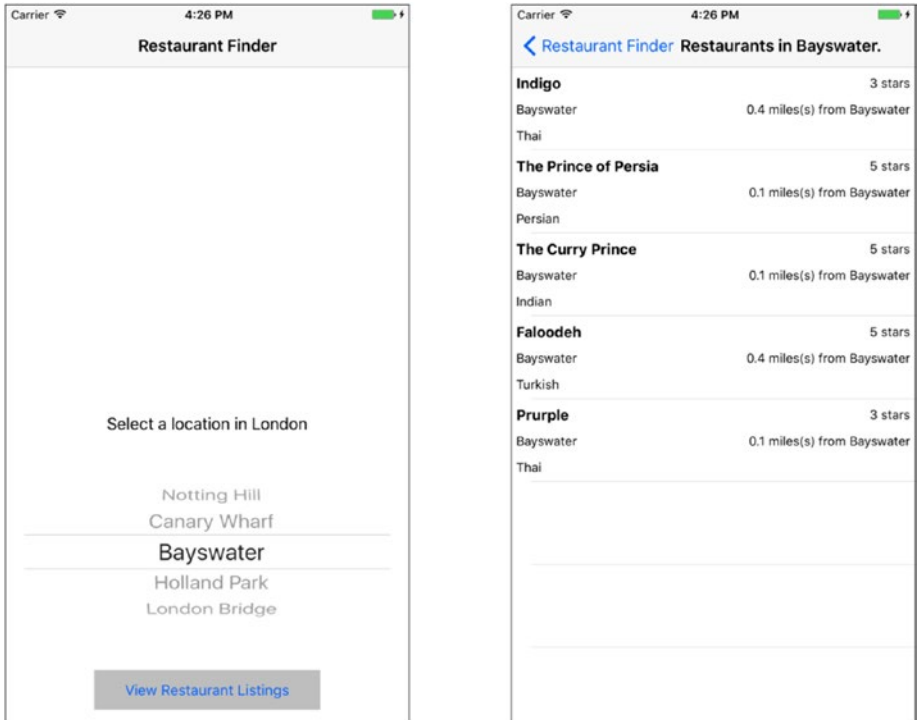 Carrier 4:26 PM
Restaurant Finder
Select a location in London
Notting Hill
Canary Wharf
Bayswater
Holland Park
London Bridge
View Restaurant Listings
Carrier 4:26 PM
Restaurant Finder Restaurants in Bayswater.
Indigo 3 stars
Bayswater 0.4 miles(s) from Bayswater
Thai
The Prince of Persia 5 stars
Bayswater 0.1 miles(s) from Bayswater
Persian
The Curry Prince 5 stars
Bayswater 0.1 miles(s) from Bayswater
Indian
Faloodeh 5 stars
Bayswater 0.4 miles(s) from Bayswater
Turkish
Prurple 3 stars
Bayswater 0.1 miles(s) from Bayswater
Thai